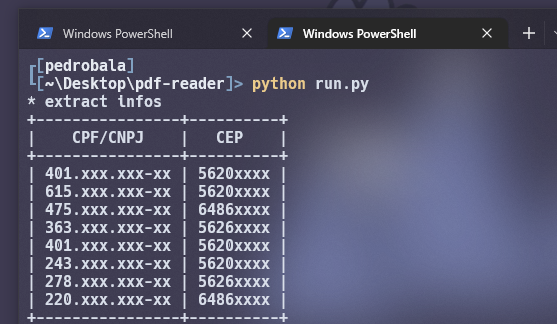 Windows PowerShell
Windows PowerShell
[pedrobala]
[~\Desktop\pdf-reader]> python run.py
* extract infos
+---------------+----------+
|    CPF/CNPJ    |   CEP    |
+---------------+----------+
| 401.xxx.xxx-xx | 5620xxxx |
| 615.xxx.xxx-xx | 5620xxxx |
| 475.xxx.xxx-xx | 6486xxxx |
| 363.xxx.xxx-xx | 5626xxxx |
| 401.xxx.xxx-xx | 5620xxxx |
| 243.xxx.xxx-xx | 5620xxxx |
| 278.xxx.xxx-xx | 5626xxxx |
| 220.xxx.xxx-xx | 6486xxxx |
+---------------+----------+